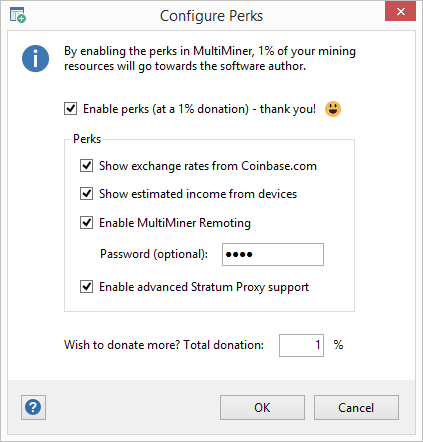 Configure Perks
By enabling the perks in MultiMiner, 1% of your mining
resources will go towards the software author.
Enable perks (at a 1% donation) - thank you!
Perks
Show exchange rates from Coinbase.com
Show estimated income from devices
Enable MultiMiner Remoting
Password (optional): ●●●●
Enable advanced Stratum Proxy support
Wish to donate more? Total donation: 1 %
OK Cancel